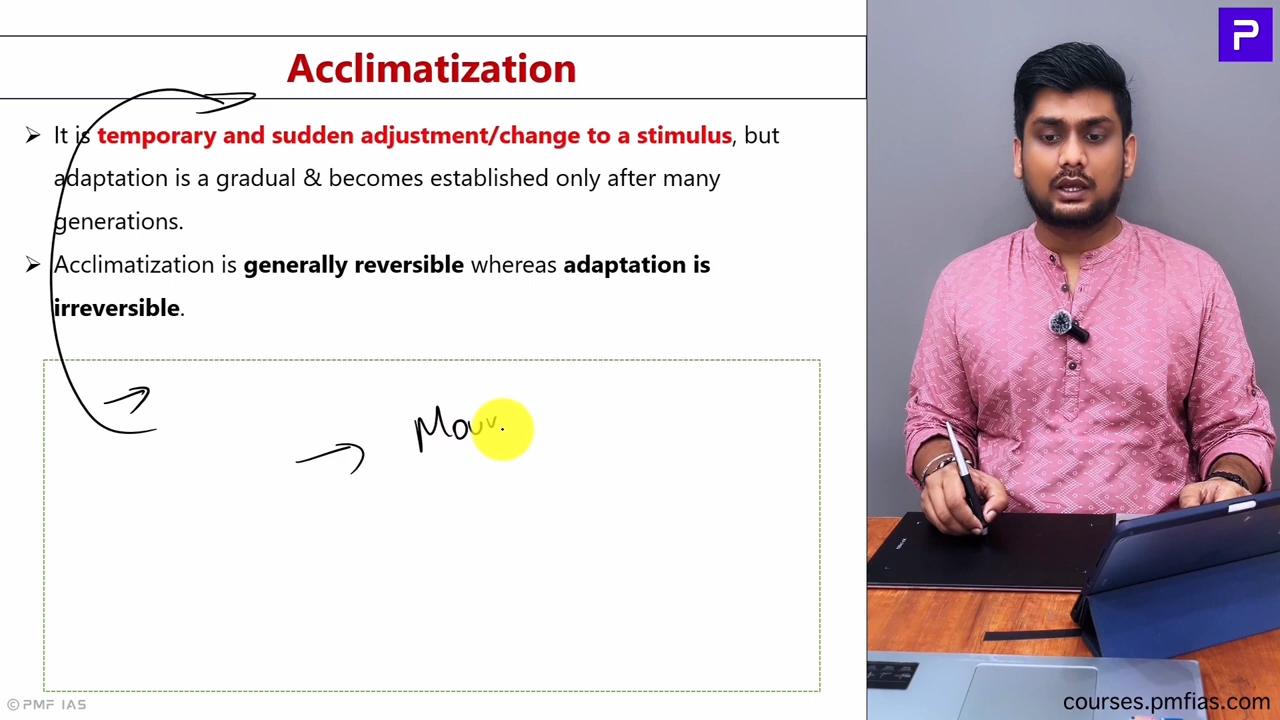 P
Acclimatization
➢ It is temporary and sudden adjustment/change to a stimulus, but
adaptation is a gradual & becomes established only after many
generations.
➢ Acclimatization is generally reversible whereas adaptation is
irreversible.
© PMF IAS
courses.pmfias.com